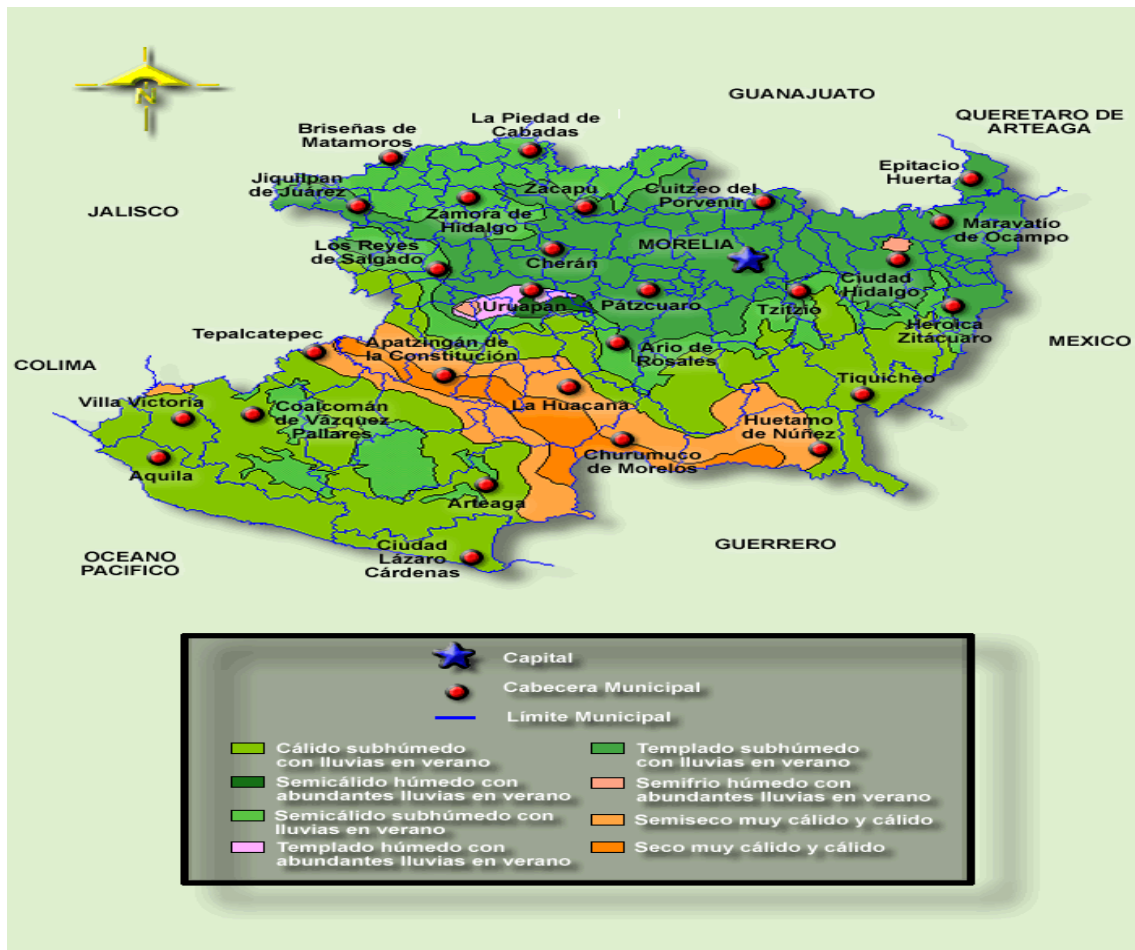 N
GUANAJUATO
QUERETARO DE
ARTEAGA
La Piedad de
Cabadas
Briseñas de
Matamoros
Epitacio
Huerta
Jiquilpan
de Juárez
Zacapu
Cuitzeo del
Porvenir
JALISCO
Zamora de
Hidalgo
Maravatío
de Ocampo
Los Reyes
de Salgado
MORELIA
Cherán
Ciudad
Hidalgo
Uruapan
Pátzcuaro
Tzitzio
Heroica
Zitácuaro
Tepalcatepec
Apatzingán de
la Constitución
Ario de
Rosales
MEXICO
COLIMA
Tiquicheo
Villa Victoria
Coalcomán
de Vázquez
Pallares
La Huacana
Huetamo
de Núñez
Churumuco
de Morelos
Aquila
Arteaga
OCEANO
PACIFICO
Ciudad
Lázaro
Cárdenas
GUERRERO
Capital
Cabecera Municipal
Límite Municipal
Cálido subhúmedo
con lluvias en verano
Semicálido húmedo con
abundantes lluvias en verano
Semicálido subhúmedo con
lluvias en verano
Templado húmedo con
abundantes lluvias en verano
Templado subhúmedo
con lluvias en verano
Semifrio húmedo con
abundantes lluvias en verano
Semiseco muy cálido y cálido
Seco muy cálido y cálido